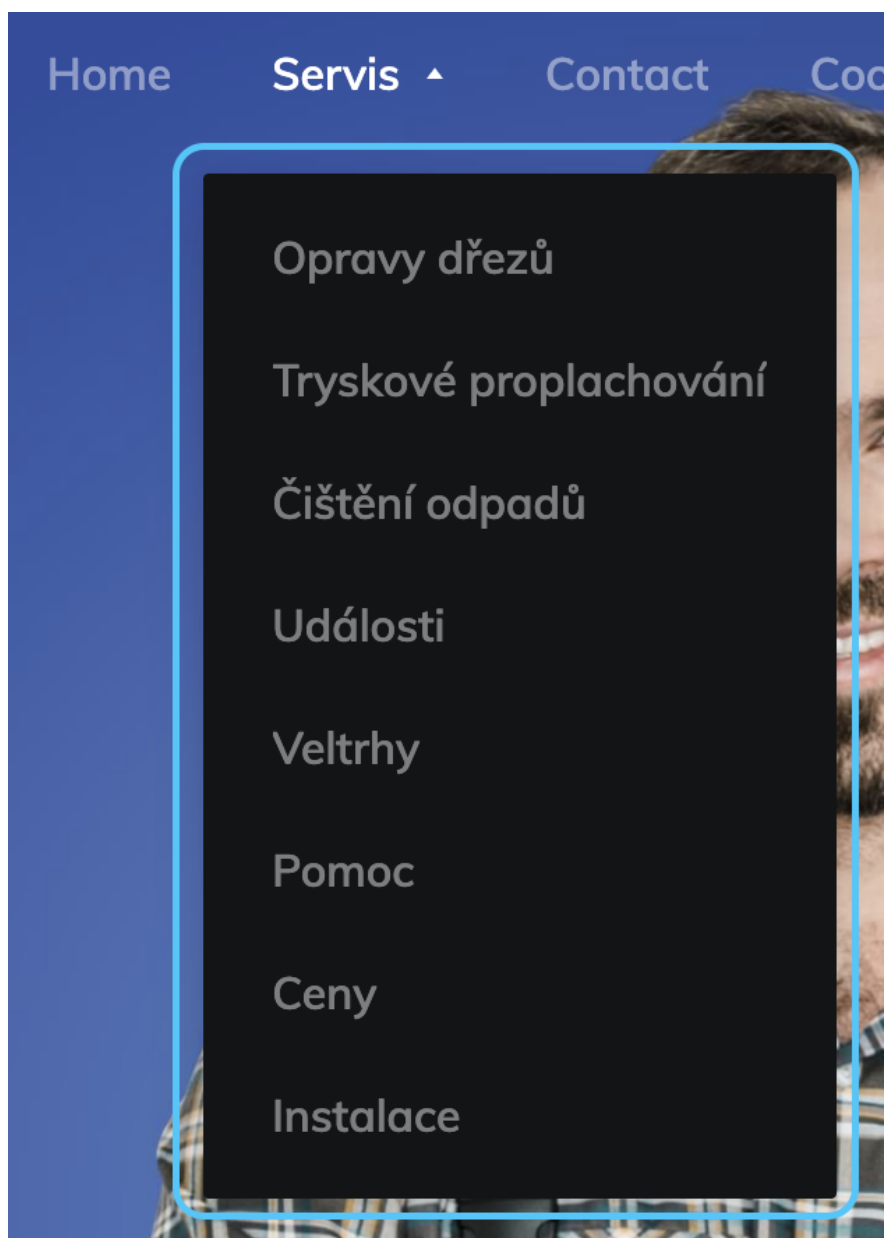 Home Servis Contact
Opravy dřezů
Tryskové proplachování
Čištění odpadů
Události
Veltrhy
Pomoc
Ceny
Instalace